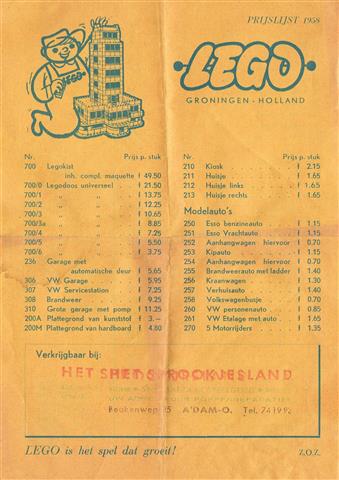 PRIJSLIJST 1958
LEGO
LEGO
GRONINGEN - HOLLAND
Nr. Prijs p. stuk
700 Legokist
inh. compl. maquette f 49.50
700/0 Legodoos universeel f 21.50
700/1 „ „ f 13.75
700/2 „ „ f 12.25
700/3 „ „ f 10.65
700/3a „ „ f 8.85
700/4 „ „ f 7.25
700/5 „ „ f 5.50
700/6 „ „ f 3.75
236 Garage met
automatische deur f 5.65
306 VW. Garage f 5.95
307 VW Servicestation f 7.25
308 Brandweer f 9.25
310 Grote garage met pomp f 11.25
200A Plattegrond van kunststof f 3.—
200M Plattegrond van hardboard f 4.80
Nr. Prijs p. stuk
210 Kiosk f 2.15
211 Huisje f 1.65
212 Huisje links f 1.65
213 Huisje rechts f 1.65
Modelauto's
250 Esso benzineauto f 1.15
251 Esso Vrachtauto f 1.15
252 Aanhangwagen hiervoor f 0.70
253 Kipauto f 1.15
254 Aanhangwagen hiervoor f 0.70
255 Brandweerauto met ladder f 1.40
256 Kraanwagen f 1.30
257 Verhuisauto f 1.40
258 Volkswagenbusje f 0.70
260 VW personenauto f 0.85
261 VW Etalage met auto f 1.65
270 5 Motorrijders f 1.35
Verkrijgbaar bij:
HET SPROOKJESLAND
Beukenweg 25 A'DAM-O. Tel. 74199
LEGO is het spel dat groeit!
Z.O.Z.